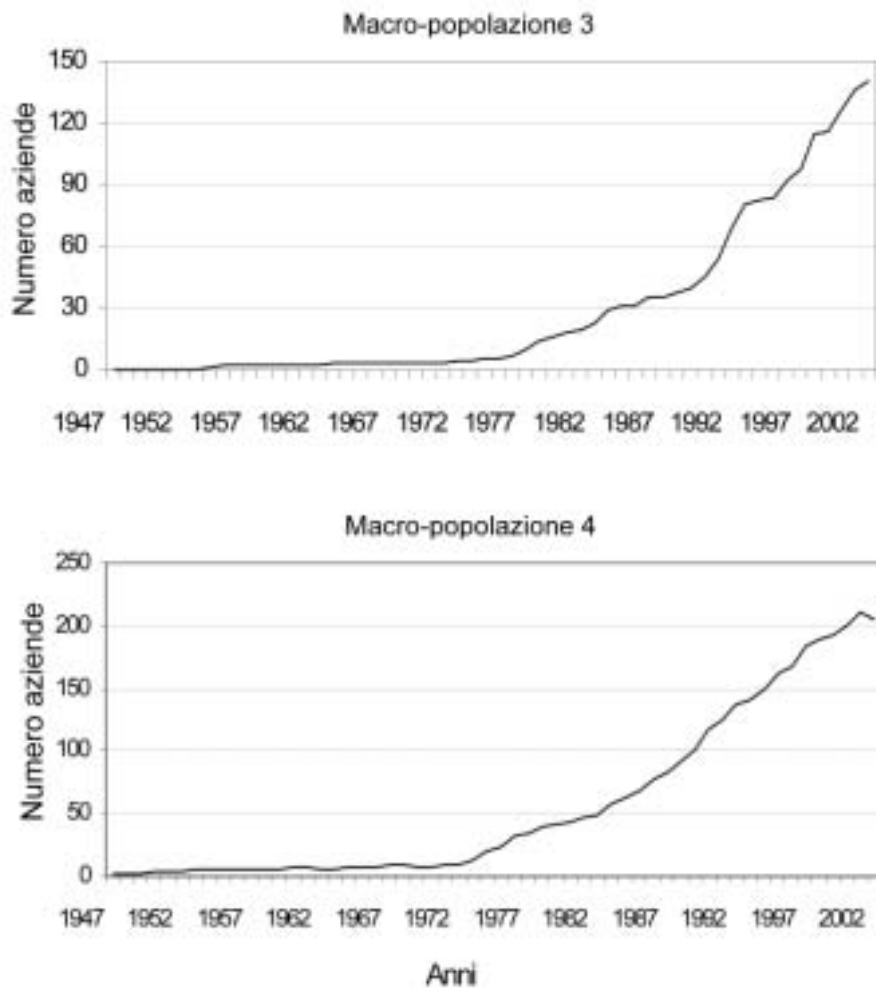 Macro-popolazione 3
150
120
90
60
30
0
Numero aziende
1947 1952 1957 1962 1967 1972 1977 1982 1987 1992 1997 2002
Macro-popolazione 4
250
200
150
100
50
0
Numero aziende
1947 1952 1957 1962 1967 1972 1977 1982 1987 1992 1997 2002
Anni